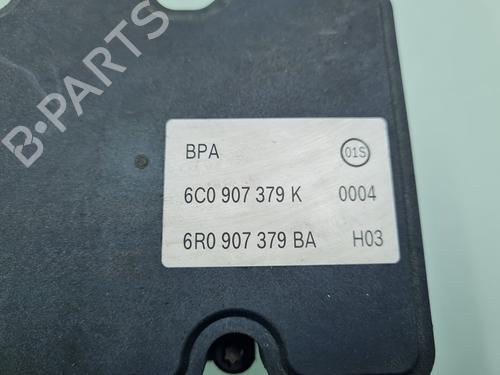 B-PARTS
BPA 01S
6C0 907 379 K 0004
6R0 907 379 BA H03